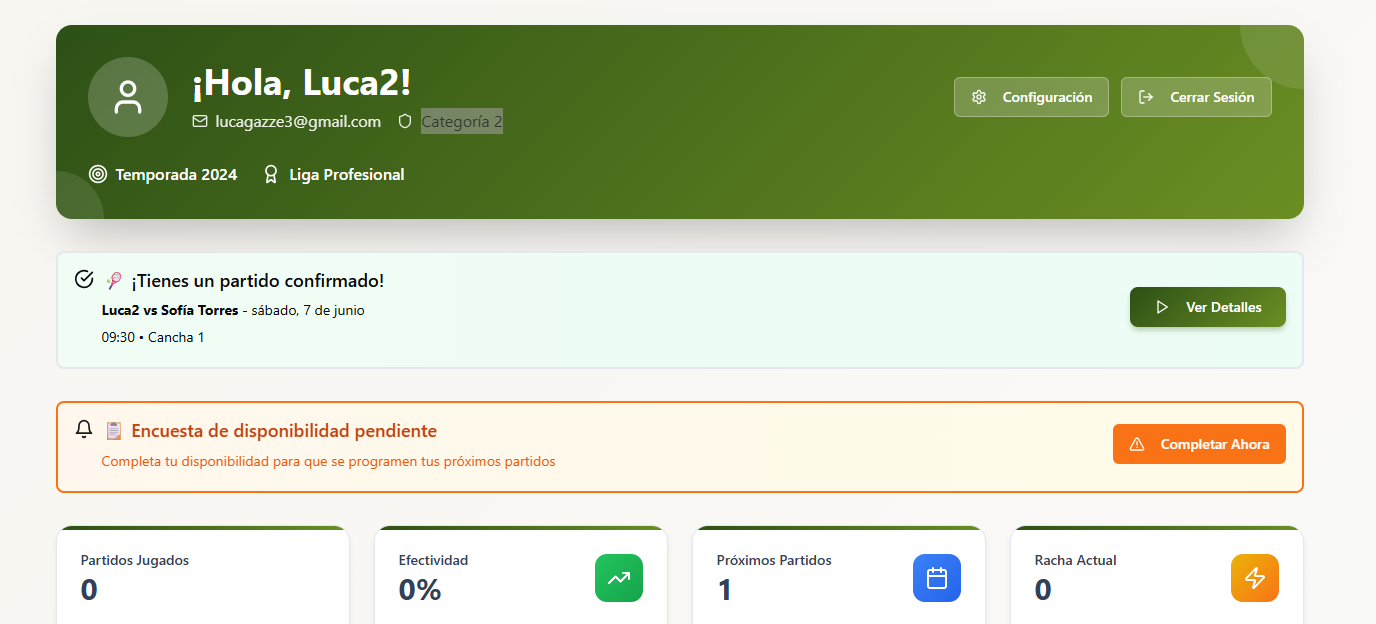 ¡Hola, Luca2!
lucagazze3@gmail.com Categoría 2
Configuración
Cerrar Sesión
Temporada 2024 Liga Profesional
¡Tienes un partido confirmado!
Luca2 vs Sofía Torres - sábado, 7 de junio
09:30 • Cancha 1
Ver Detalles
Encuesta de disponibilidad pendiente
Completa tu disponibilidad para que se programen tus próximos partidos
Completar Ahora
Partidos Jugados
0
Efectividad
0%
Próximos Partidos
1
Racha Actual
0